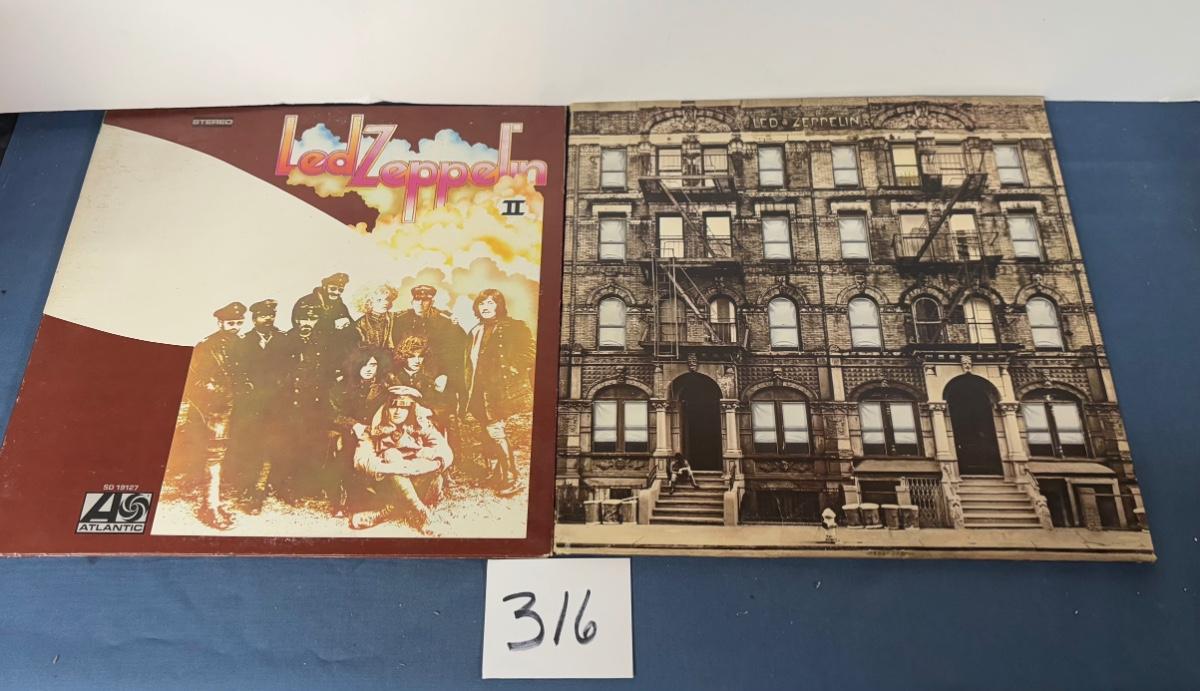 STEREO
Led Zeppelin
II
SD 19127
ATLANTIC
LED ZEPPELIN
316